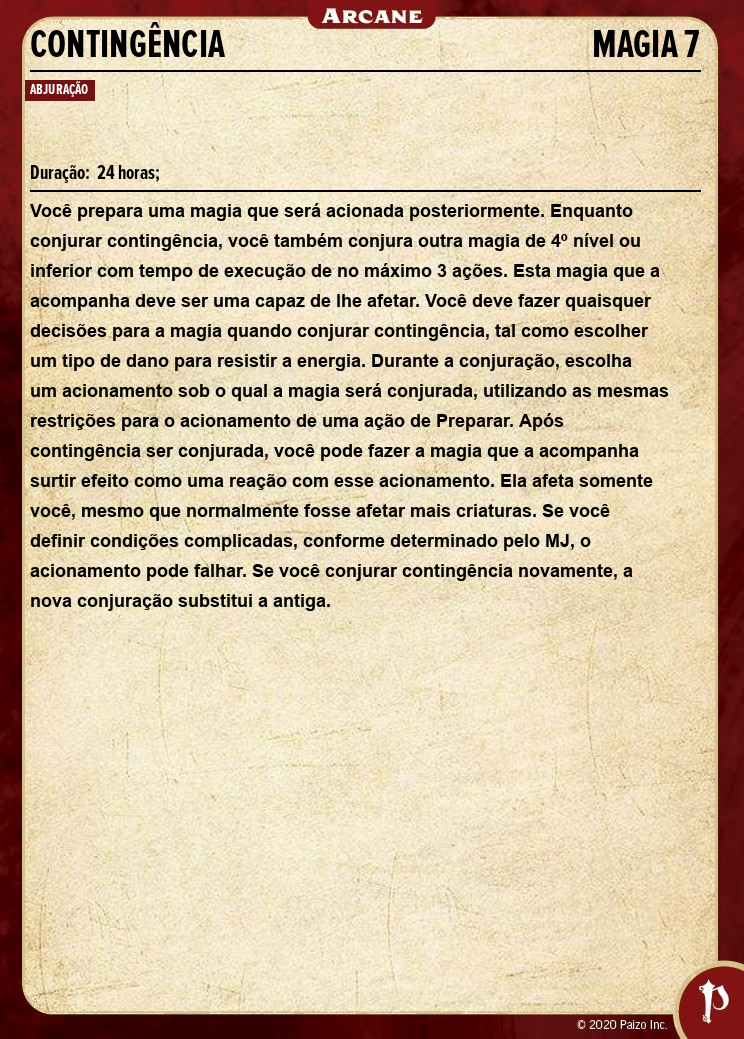 ARCANE
CONTINGÊNCIA MAGIA 7
ABJURAÇÃO
Duração: 24 horas;
Você prepara uma magia que será acionada posteriormente. Enquanto
conjurar contingência, você também conjura outra magia de 4º nível ou
inferior com tempo de execução de no máximo 3 ações. Esta magia que a
acompanha deve ser uma capaz de lhe afetar. Você deve fazer quaisquer
decisões para a magia quando conjurar contingência, tal como escolher
um tipo de dano para resistir a energia. Durante a conjuração, escolha
um acionamento sob o qual a magia será conjurada, utilizando as mesmas
restrições para o acionamento de uma ação de Preparar. Após
contingência ser conjurada, você pode fazer a magia que a acompanha
surtir efeito como uma reação com esse acionamento. Ela afeta somente
você, mesmo que normalmente fosse afetar mais criaturas. Se você
definir condições complicadas, conforme determinado pelo MJ, o
acionamento pode falhar. Se você conjurar contingência novamente, a
nova conjuração substitui a antiga.
P
© 2020 Paizo Inc.